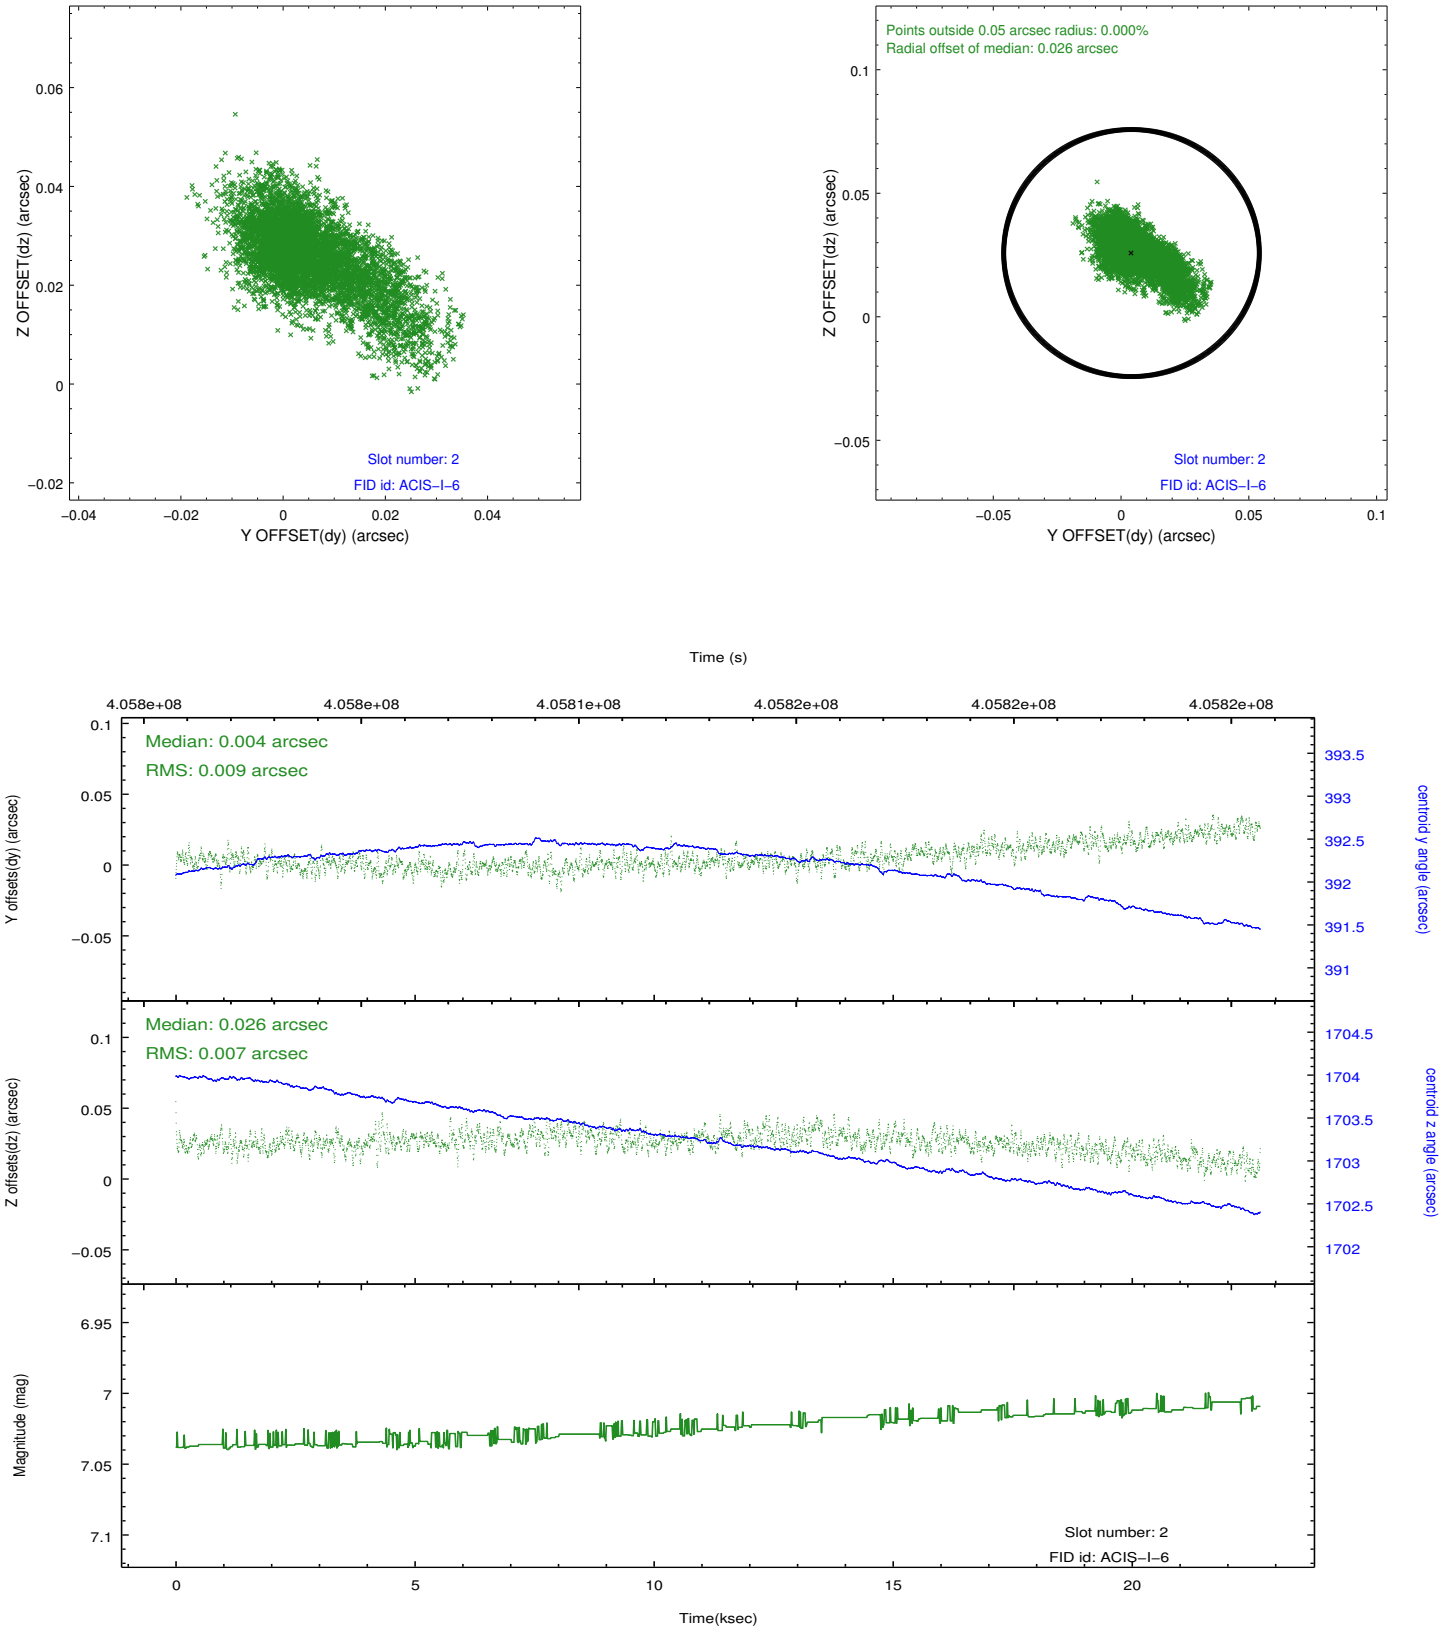 0.06
0.04
0.02
0
−0.02
Z OFFSET(dz) (arcsec)
Slot number: 2
FID id: ACIS−I−6
−0.04 −0.02 0 0.02 0.04
Y OFFSET(dy) (arcsec)
Points outside 0.05 arcsec radius: 0.000%
Radial offset of median: 0.026 arcsec
0.1
0.05
0
−0.05
Z OFFSET(dz) (arcsec)
Slot number: 2
FID id: ACIS−I−6
−0.05 0 0.05 0.1
Y OFFSET(dy) (arcsec)
Time (s)
4.058e+08 4.058e+08 4.0581e+08 4.0582e+08 4.0582e+08 4.0582e+08
Median: 0.004 arcsec
RMS: 0.009 arcsec
0.1
0.05
0
−0.05
Y offsets(dy) (arcsec)
393.5
393
392.5
392
391.5
391
centroid y angle (arcsec)
Median: 0.026 arcsec
RMS: 0.007 arcsec
0.1
0.05
0
−0.05
Z offsets(dz) (arcsec)
1704.5
1704
1703.5
1703
1702.5
1702
centroid z angle (arcsec)
6.95
7
7.05
7.1
Magnitude (mag)
Slot number: 2
FID id: ACIS−I−6
0 5 10 15 20
Time(ksec)